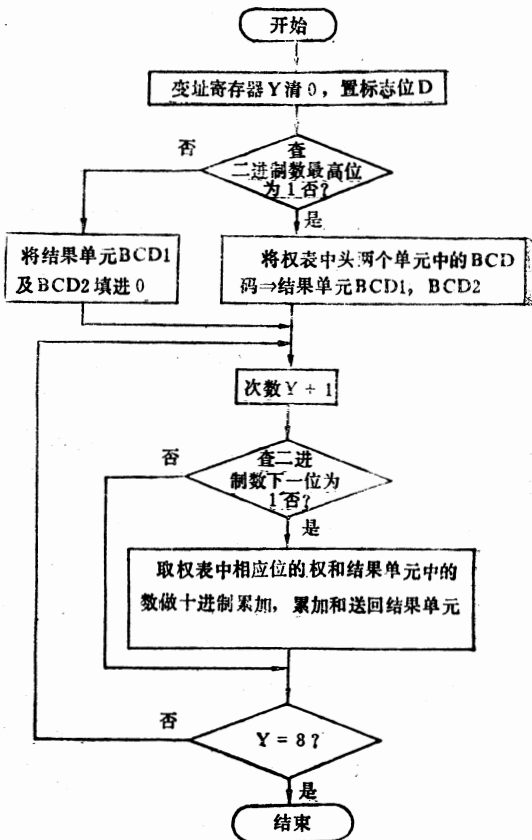 开始
变址寄存器Y清0，置标志位D
否
查
二进制数最高位
为1否？
是
将结果单元BCD1
及BCD2填进0
将权表中头两个单元中的BCD
码⇒结果单元BCD1，BCD2
次数Y+1
否
查二进
制数下一位为
1否？
是
取权表中相应位的权和结果单元中的
数做十进制累加，累加和送回结果单元
否
Y=8？
是
结束